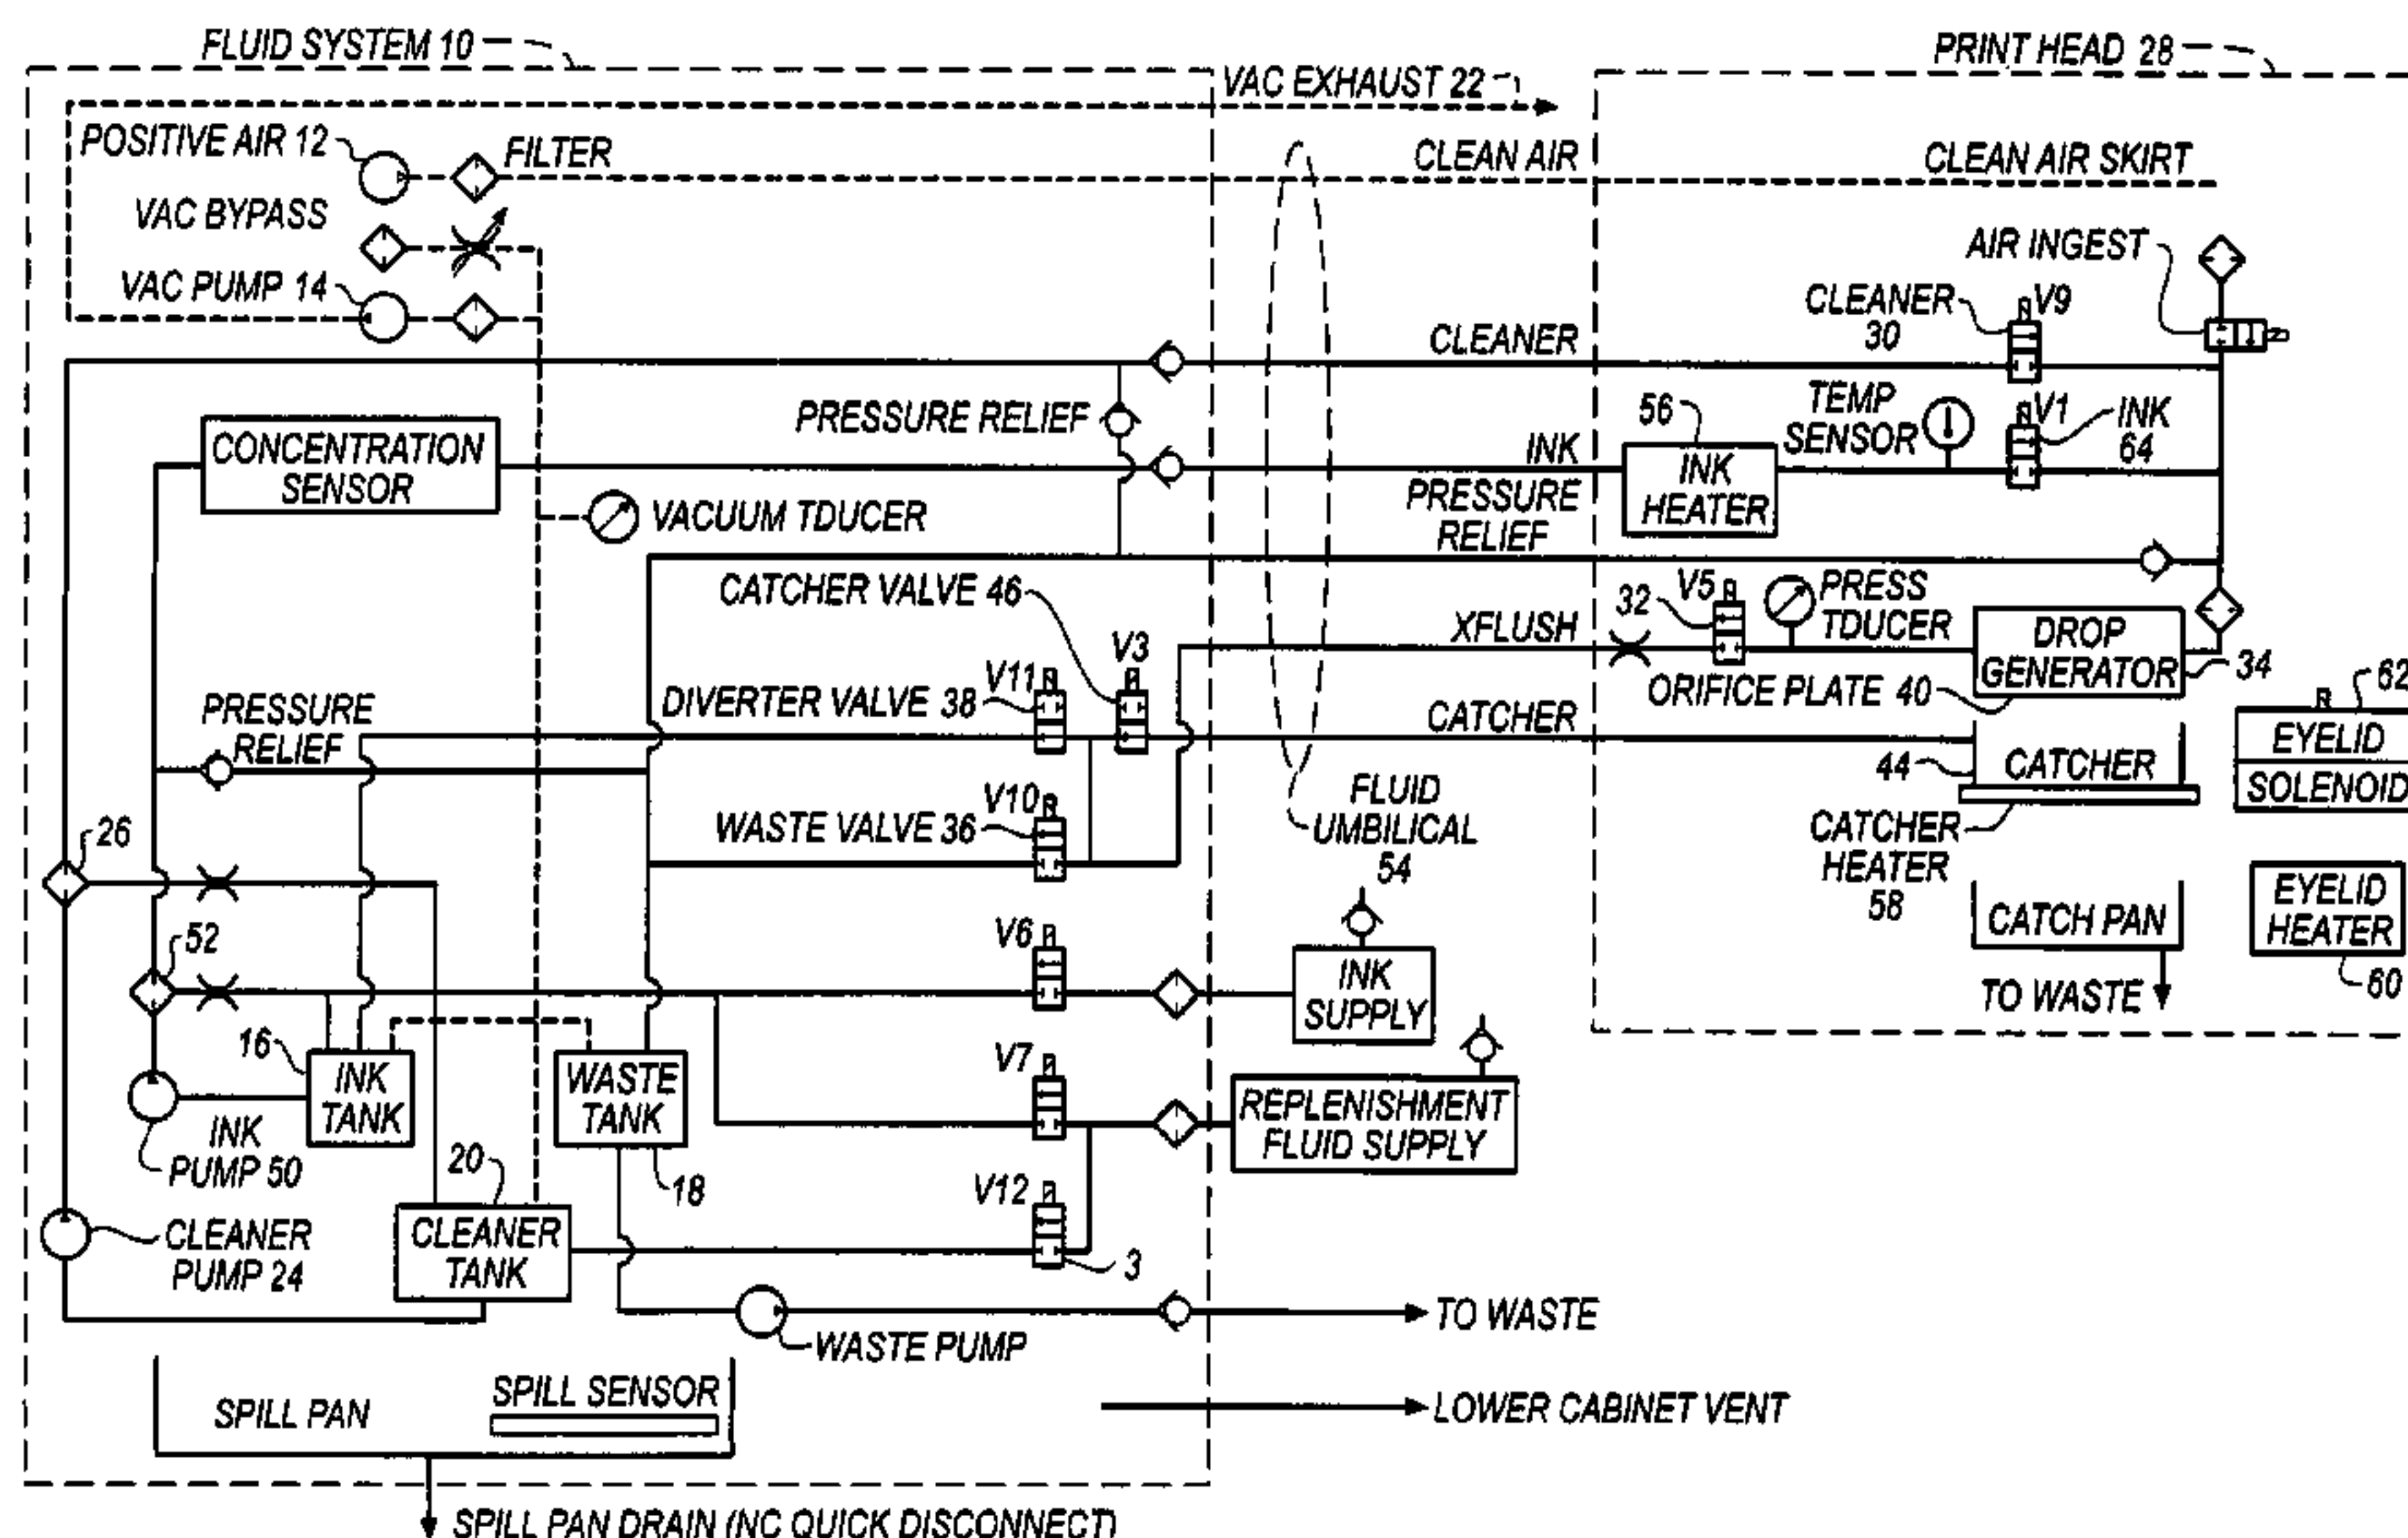 FLUID SYSTEM 10
PRINT HEAD 28
VAC EXHAUST 22
POSITIVE AIR 12
FILTER
CLEAN AIR
CLEAN AIR SKIRT
VAC BYPASS
AIR INGEST
VAC PUMP 14
CLEANER
30
V9
CLEANER
PRESSURE RELIEF
56
TEMP
SENSOR
V1
INK
64
CONCENTRATION
SENSOR
INK
INK
HEATER
PRESSURE
RELIEF
VACUUM TDUCER
CATCHER VALVE 46
32
V5
PRESS
TDUCER
XFLUSH
DROP
GENERATOR
34
V3
V11
DIVERTER VALVE 38
ORIFICE PLATE 40
62
PRESSURE
RELIEF
CATCHER
44
CATCHER
EYELID
SOLENOID
V10
WASTE VALVE 36
FLUID
UMBILICAL
54
CATCHER
HEATER
58
26
EYELID
HEATER
60
CATCH PAN
TO WASTE
52
V6
INK
SUPPLY
16
INK
TANK
WASTE
TANK
18
V7
REPLENISHMENT
FLUID SUPPLY
INK
PUMP 50
20
V12
3
CLEANER
PUMP 24
CLEANER
TANK
TO WASTE
WASTE PUMP
SPILL SENSOR
SPILL PAN
LOWER CABINET VENT
SPILL PAN DRAIN (NC QUICK DISCONNECT)